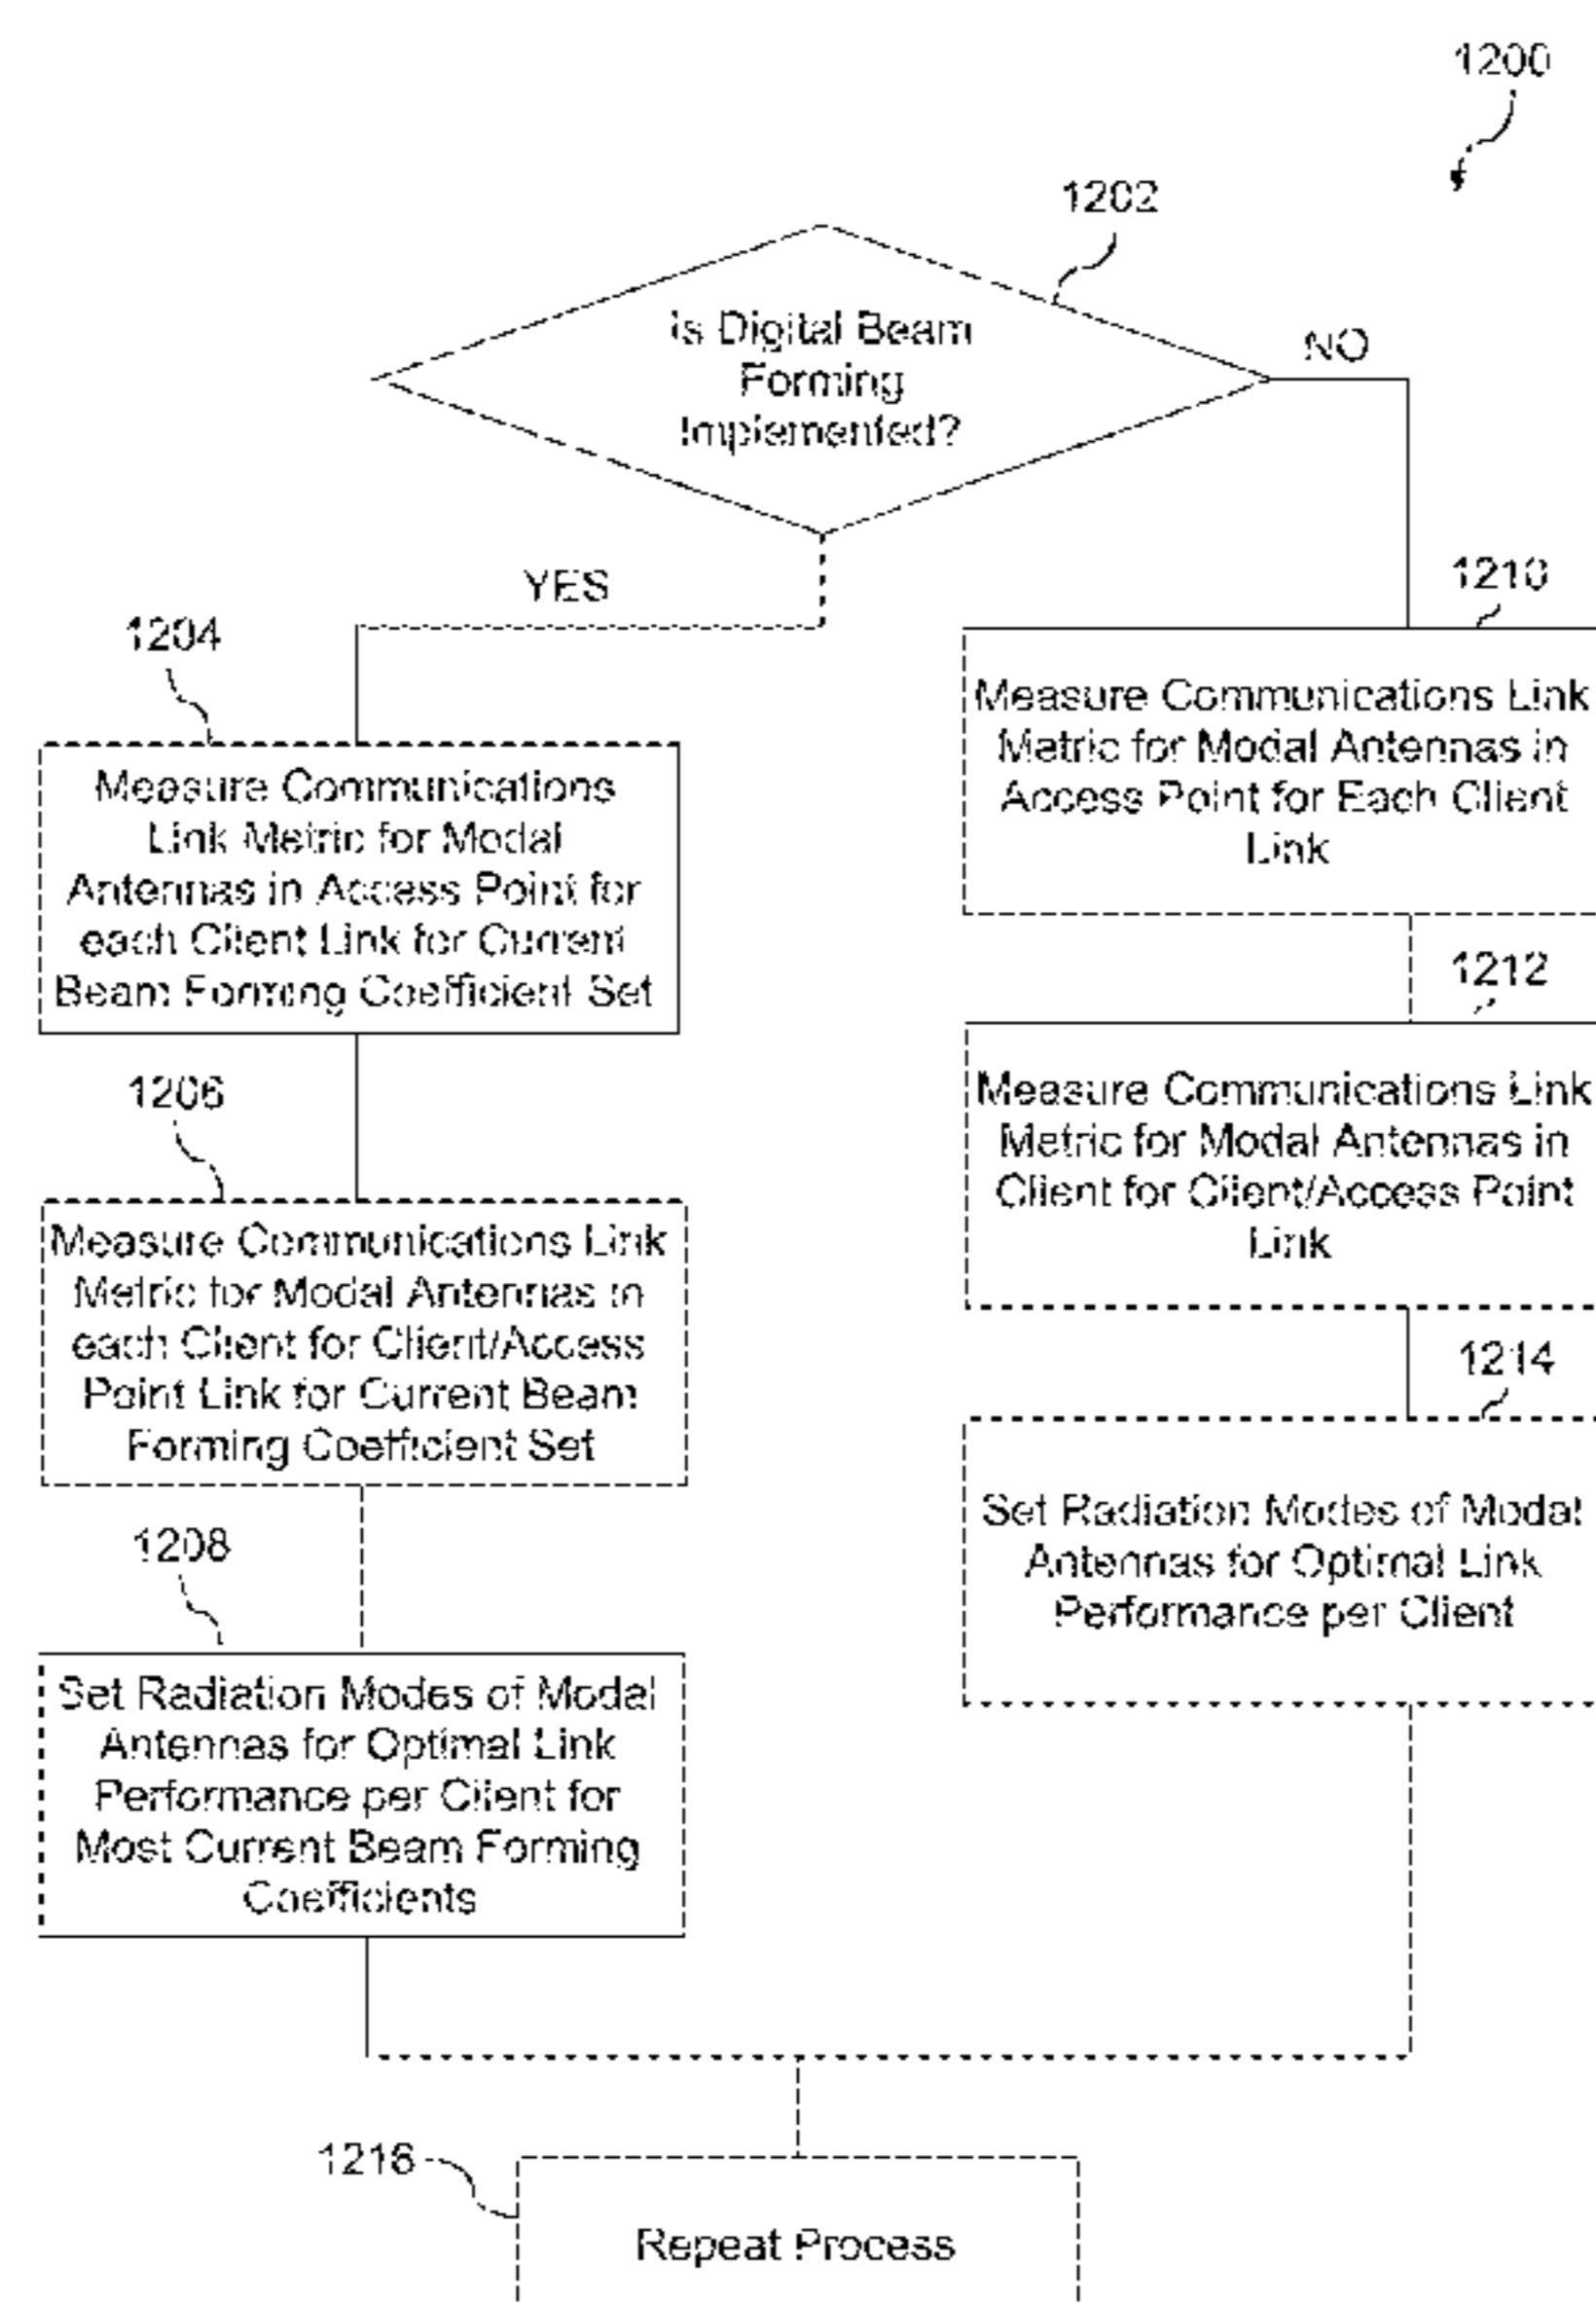 1200
1202
Is Digital Beam
Forming
Implemented?
NO
YES
1204
Measure Communications
Link Metric for Modal
Antennas in Access Point for
each Client Link for Current
Beam Forming Coefficient Set
1206
Measure Communications Link
Metric for Modal Antennas in
each Client for Client/Access
Point Link for Current Beam
Forming Coefficient Set
1208
Set Radiation Modes of Modal
Antennas for Optimal Link
Performance per Client for
Most Current Beam Forming
Coefficients
1210
Measure Communications Link
Metric for Modal Antennas in
Access Point for Each Client
Link
1212
Measure Communications Link
Metric for Modal Antennas in
Client for Client/Access Point
Link
1214
Set Radiation Modes of Modal
Antennas for Optimal Link
Performance per Client
1216
Repeat Process